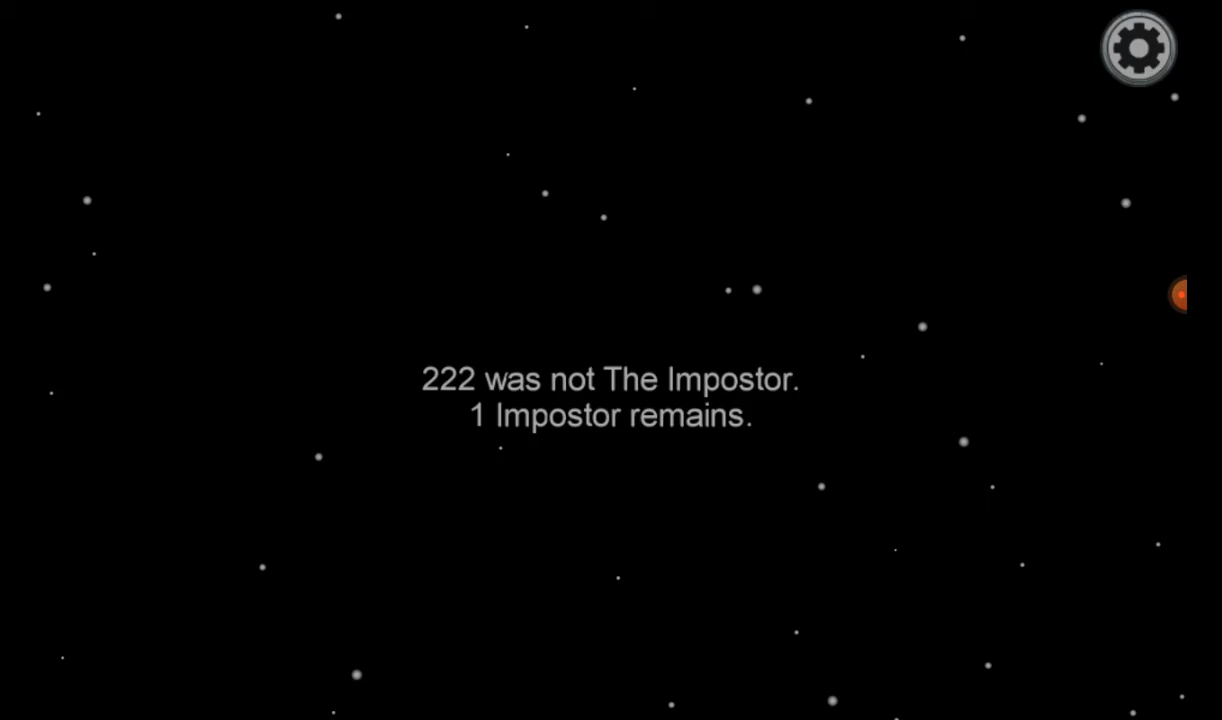 222 was not The Impostor.
1 Impostor remains.